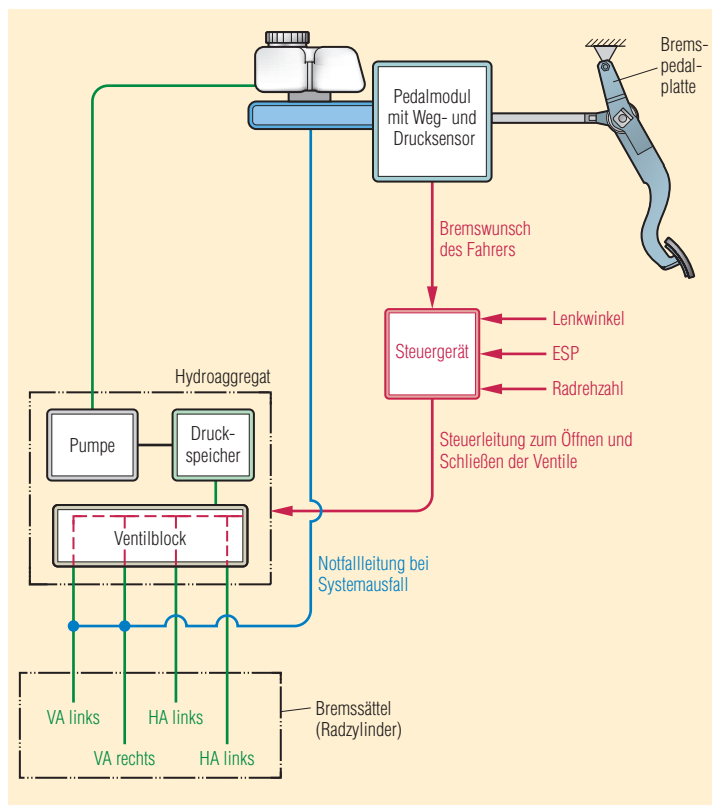 Brems-
pedal-
platte
Pedalmodul
mit Weg- und
Drucksensor
Bremswunsch
des Fahrers
Lenkwinkel
Steuergerät
ESP
Radrehzahl
Hydroaggregat
Pumpe
Druck-
speicher
Steuerleitung zum Öffnen und
Schließen der Ventile
Ventilblock
Notfallleitung bei
Systemausfall
Bremssättel
(Radzylinder)
VA links
HA links
VA rechts
HA links